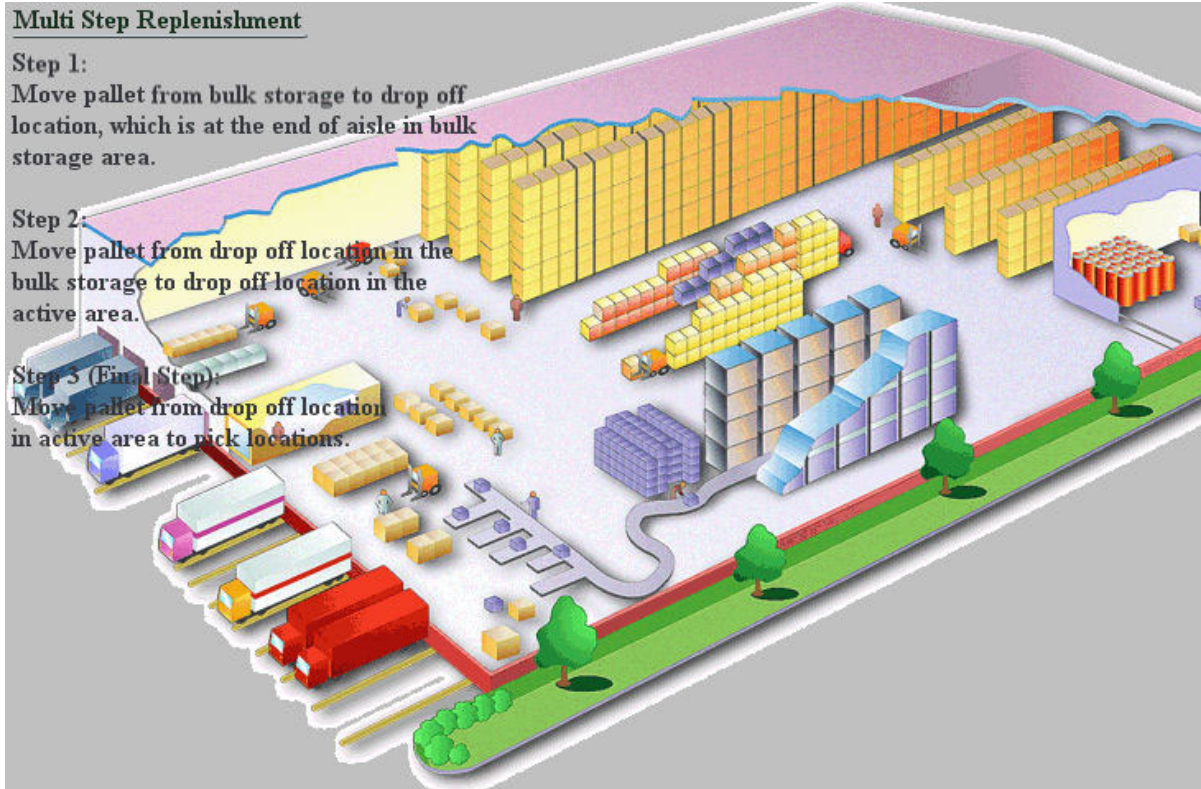 Multi Step Replenishment
Step 1:
Move pallet from bulk storage to drop off
location, which is at the end of aisle in bulk
storage area.
Step 2:
Move pallet from drop off location in the
bulk storage to drop off location in the
active area.
Step 3 (Final Step):
Move pallet from drop off location
in active area to pick locations.